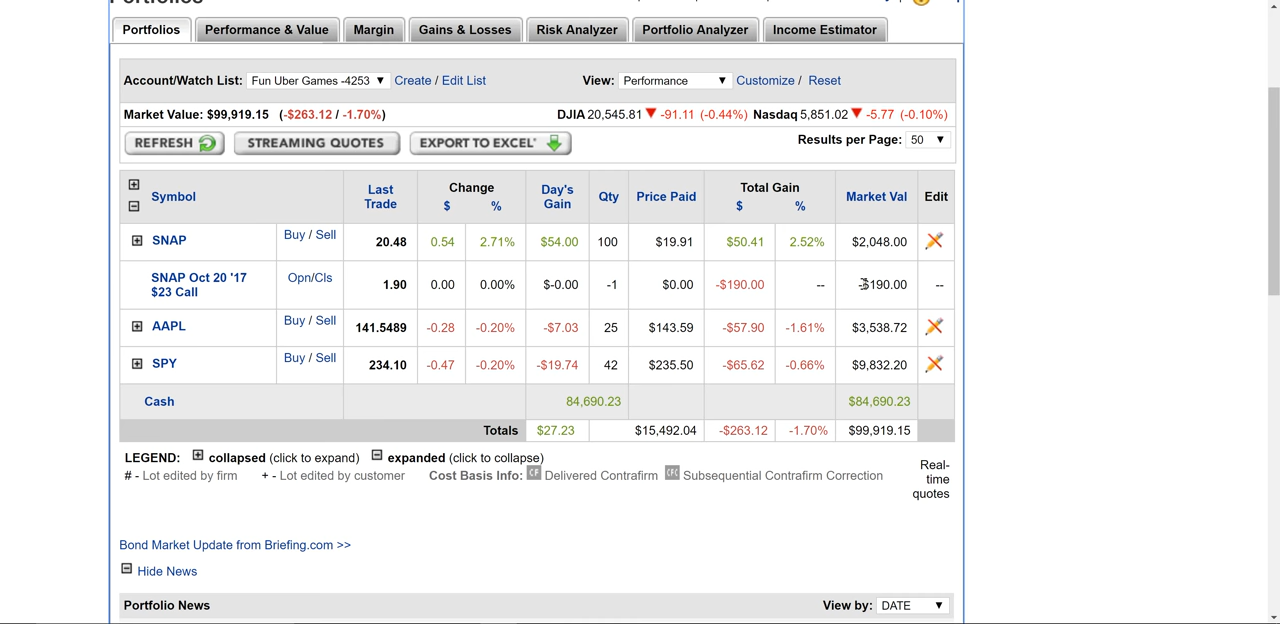 Portfolios
Portfolios Performance & Value Margin Gains & Losses Risk Analyzer Portfolio Analyzer Income Estimator
Account/Watch List: Fun Uber Games -4253 Create / Edit List View: Performance Customize / Reset
Market Value: $99,919.15 (-$263.12 / -1.70%) DJIA 20,545.81 -91.11 (-0.44%) Nasdaq 5,851.02 -5.77 (-0.10%)
REFRESH STREAMING QUOTES EXPORT TO EXCEL* Results per Page: 50
Symbol Last Trade Change $ % Day's Gain Qty Price Paid Total Gain $ % Market Val Edit
SNAP Buy / Sell 20.48 0.54 2.71% $54.00 100 $19.91 $50.41 2.52% $2,048.00
SNAP Oct 20 '17 $23 Call Opn/Cls 1.90 0.00 0.00% $-0.00 -1 $0.00 -$190.00 -- -$190.00 --
AAPL Buy / Sell 141.5489 -0.28 -0.20% -$7.03 25 $143.59 -$57.90 -1.61% $3,538.72
SPY Buy / Sell 234.10 -0.47 -0.20% -$19.74 42 $235.50 -$65.62 -0.66% $9,832.20
Cash 84,690.23 $84,690.23
Totals $27.23 $15,492.04 -$263.12 -1.70% $99,919.15
LEGEND: collapsed (click to expand) expanded (click to collapse)
# - Lot edited by firm + - Lot edited by customer Cost Basis Info: CF Delivered Contrafirm CFC Subsequential Contrafirm Correction
Real-
time
quotes
Bond Market Update from Briefing.com >>
Hide News
Portfolio News View by: DATE